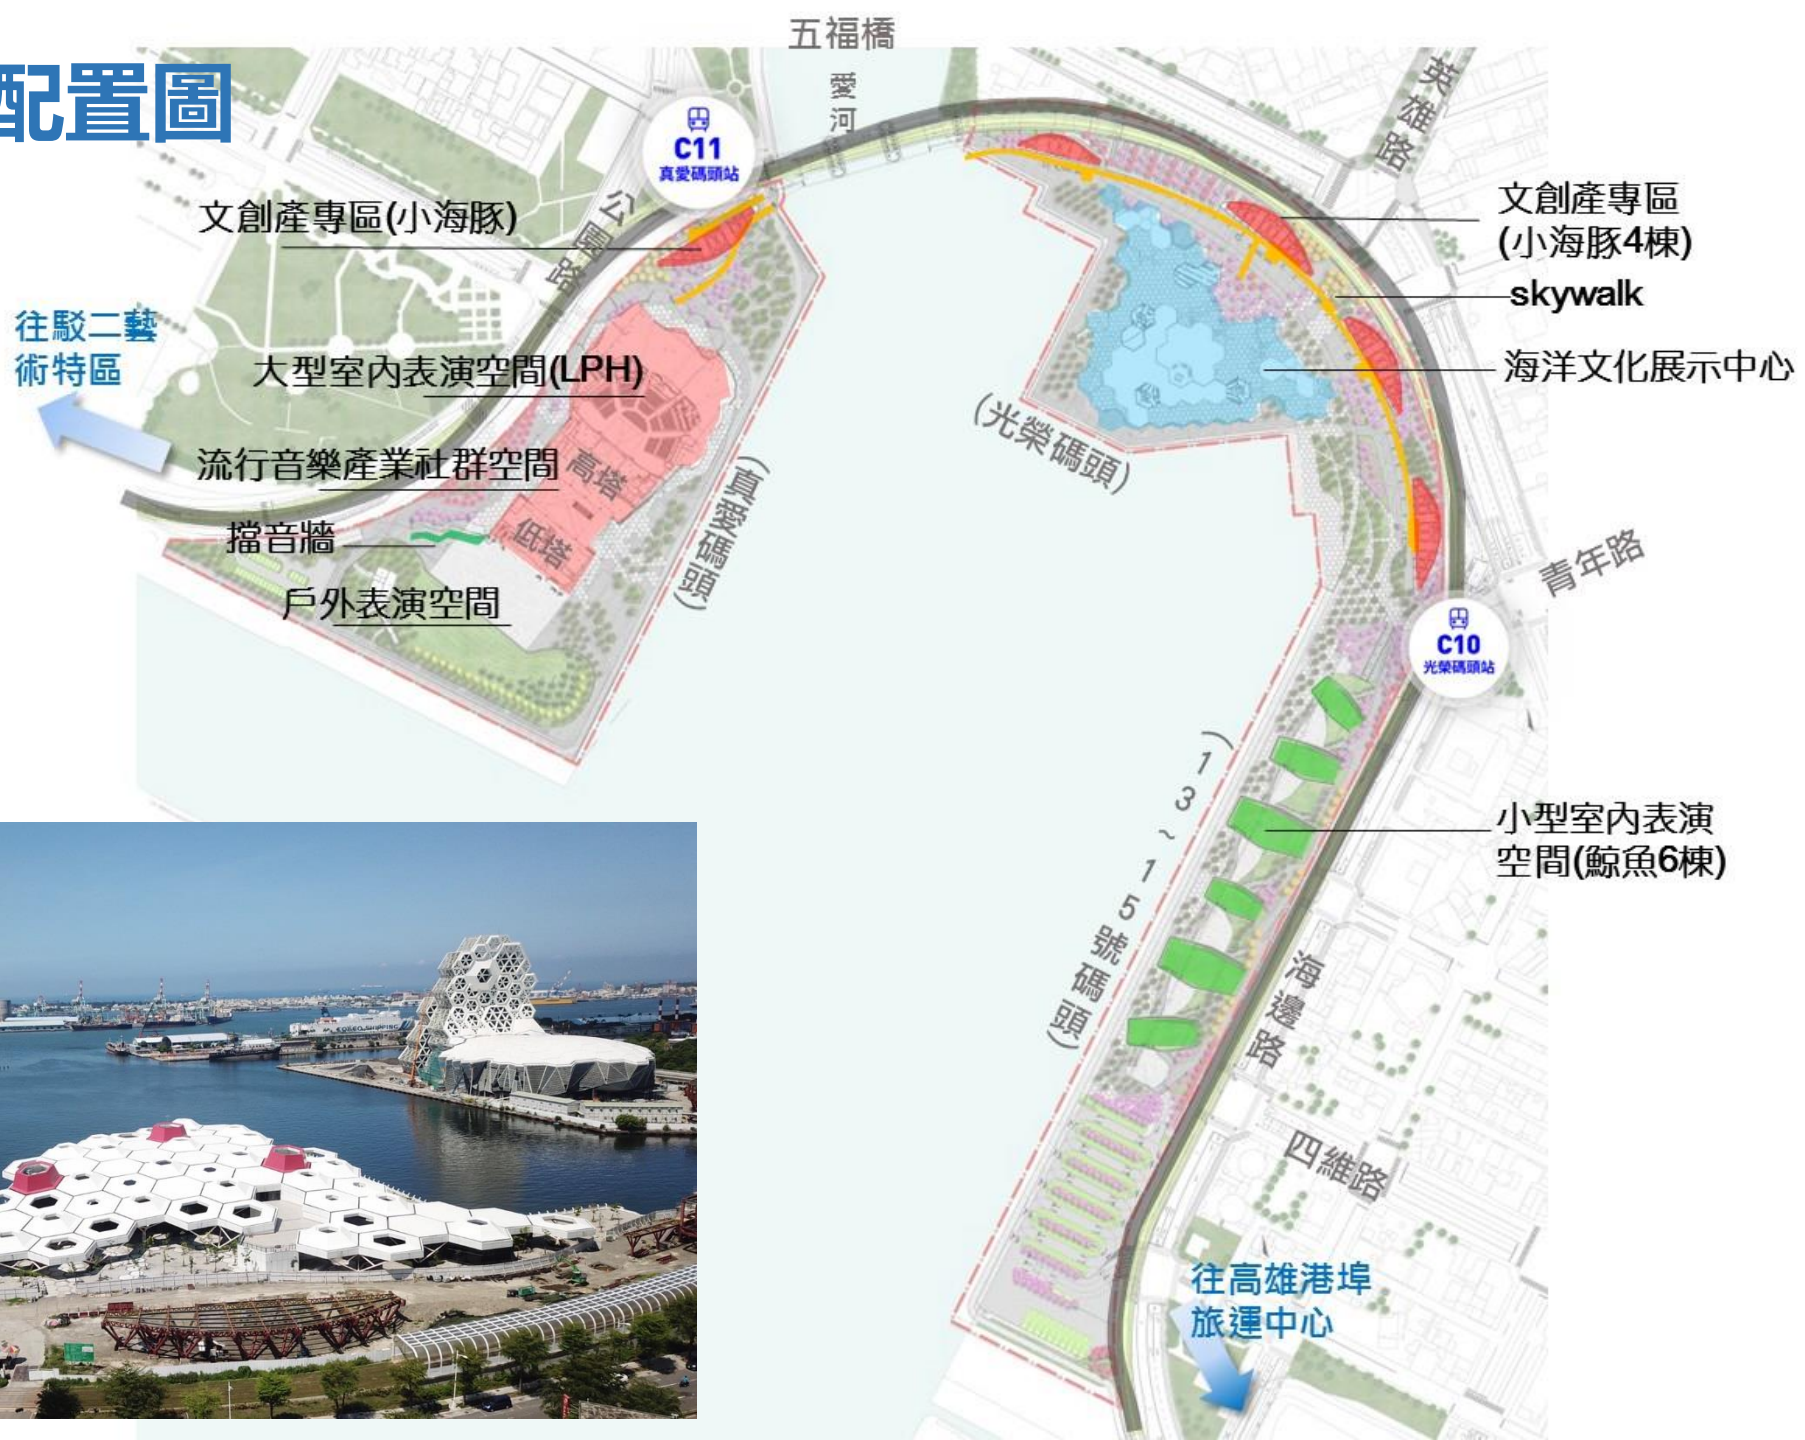 配置圖
五福橋
愛河
英雄路
C11
真愛碼頭站
公園路
文創產專區(小海豚)
文創產專區
(小海豚4棟)
skywalk
往駁二藝
術特區
大型室內表演空間(LPH)
海洋文化展示中心
(光榮碼頭)
流行音樂產業社群空間
高塔
(真愛碼頭)
擋音牆
低塔
青年路
戶外表演空間
C10
光榮碼頭站
(13~15號碼頭)
小型室內表演
空間(鯨魚6棟)
海邊路
四維路
往高雄港埠
旅運中心